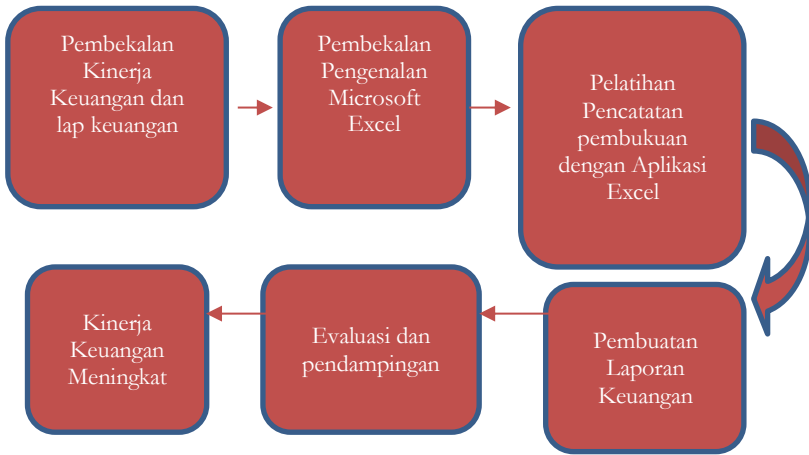 Pembekalan
Kinerja
Keuangan dan
lap keuangan
Pembekalan
Pengenalan
Microsoft
Excel
Pelatihan
Pencatatan
pembukuan
dengan Aplikasi
Excel
Pembuatan
Laporan
Keuangan
Evaluasi dan
pendampingan
Kinerja
Keuangan
Meningkat